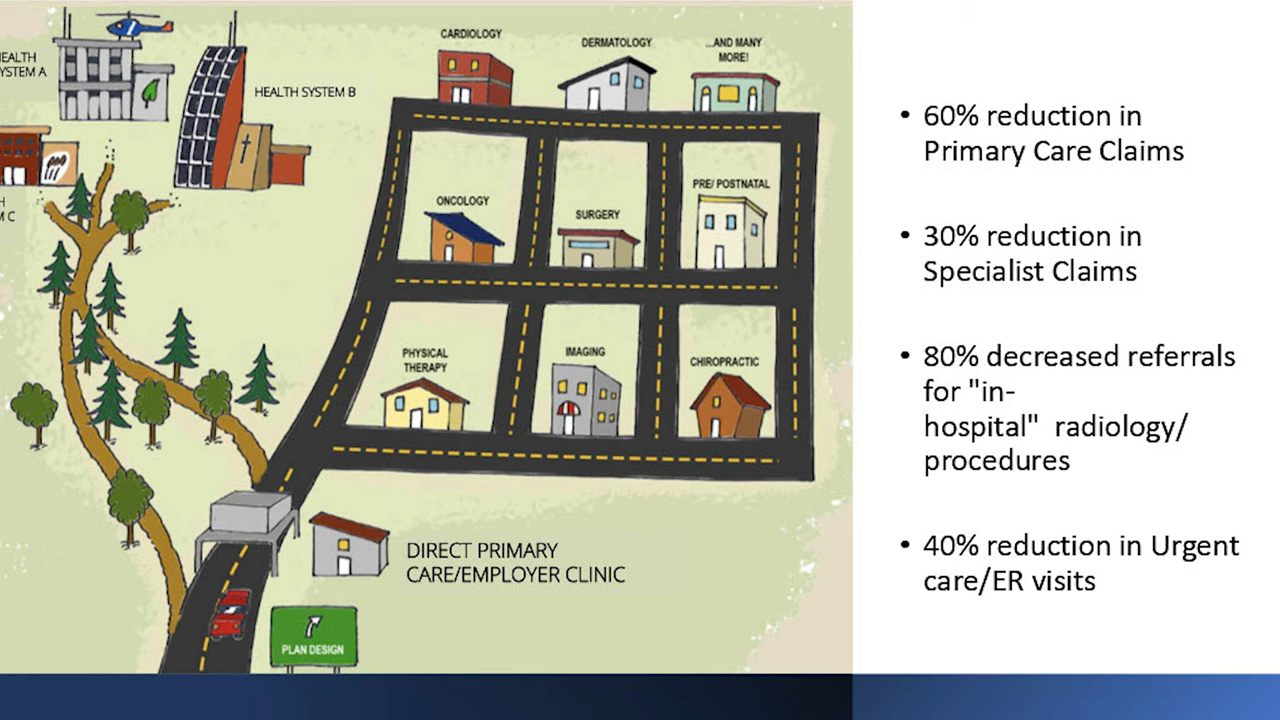 CARDIOLOGY
DERMATOLOGY
...AND MANY
MORE!
EALTH
YSTEM A
HEALTH SYSTEM B
H
M C
ONCOLOGY
SURGERY
PRE/ POSTNATAL
PHYSICAL
THERAPY
IMAGING
CHIROPRACTIC
DIRECT PRIMARY
CARE/EMPLOYER CLINIC
PLAN DESIGN
• 60% reduction in
Primary Care Claims
• 30% reduction in
Specialist Claims
• 80% decreased referrals
for "in-
hospital"  radiology/
procedures
• 40% reduction in Urgent
care/ER visits